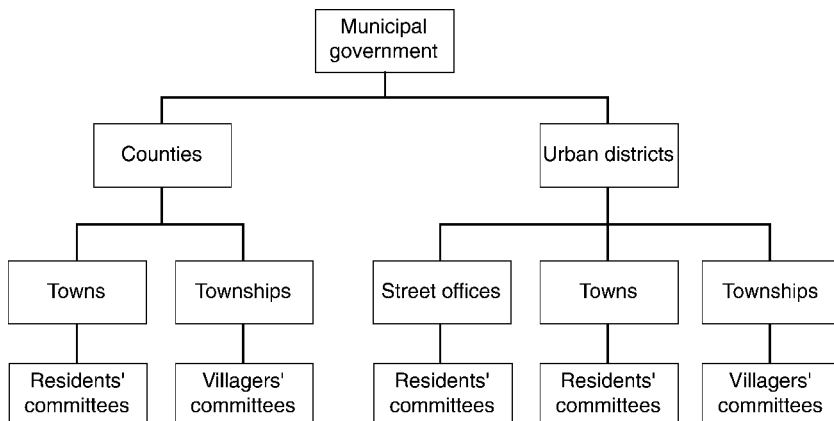 Municipal
government
Counties
Urban districts
Towns
Townships
Street offices
Towns
Townships
Residents'
committees
Villagers'
committees
Residents'
committees
Residents'
committees
Villagers'
committees